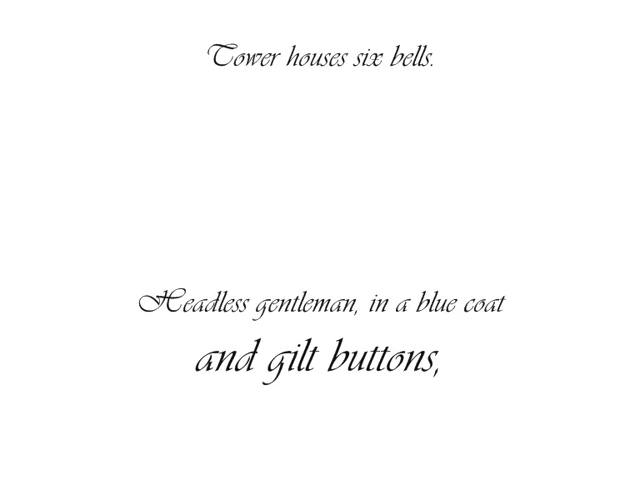 Tower houses six bells.
Headless gentleman, in a blue coat
and gilt buttons,